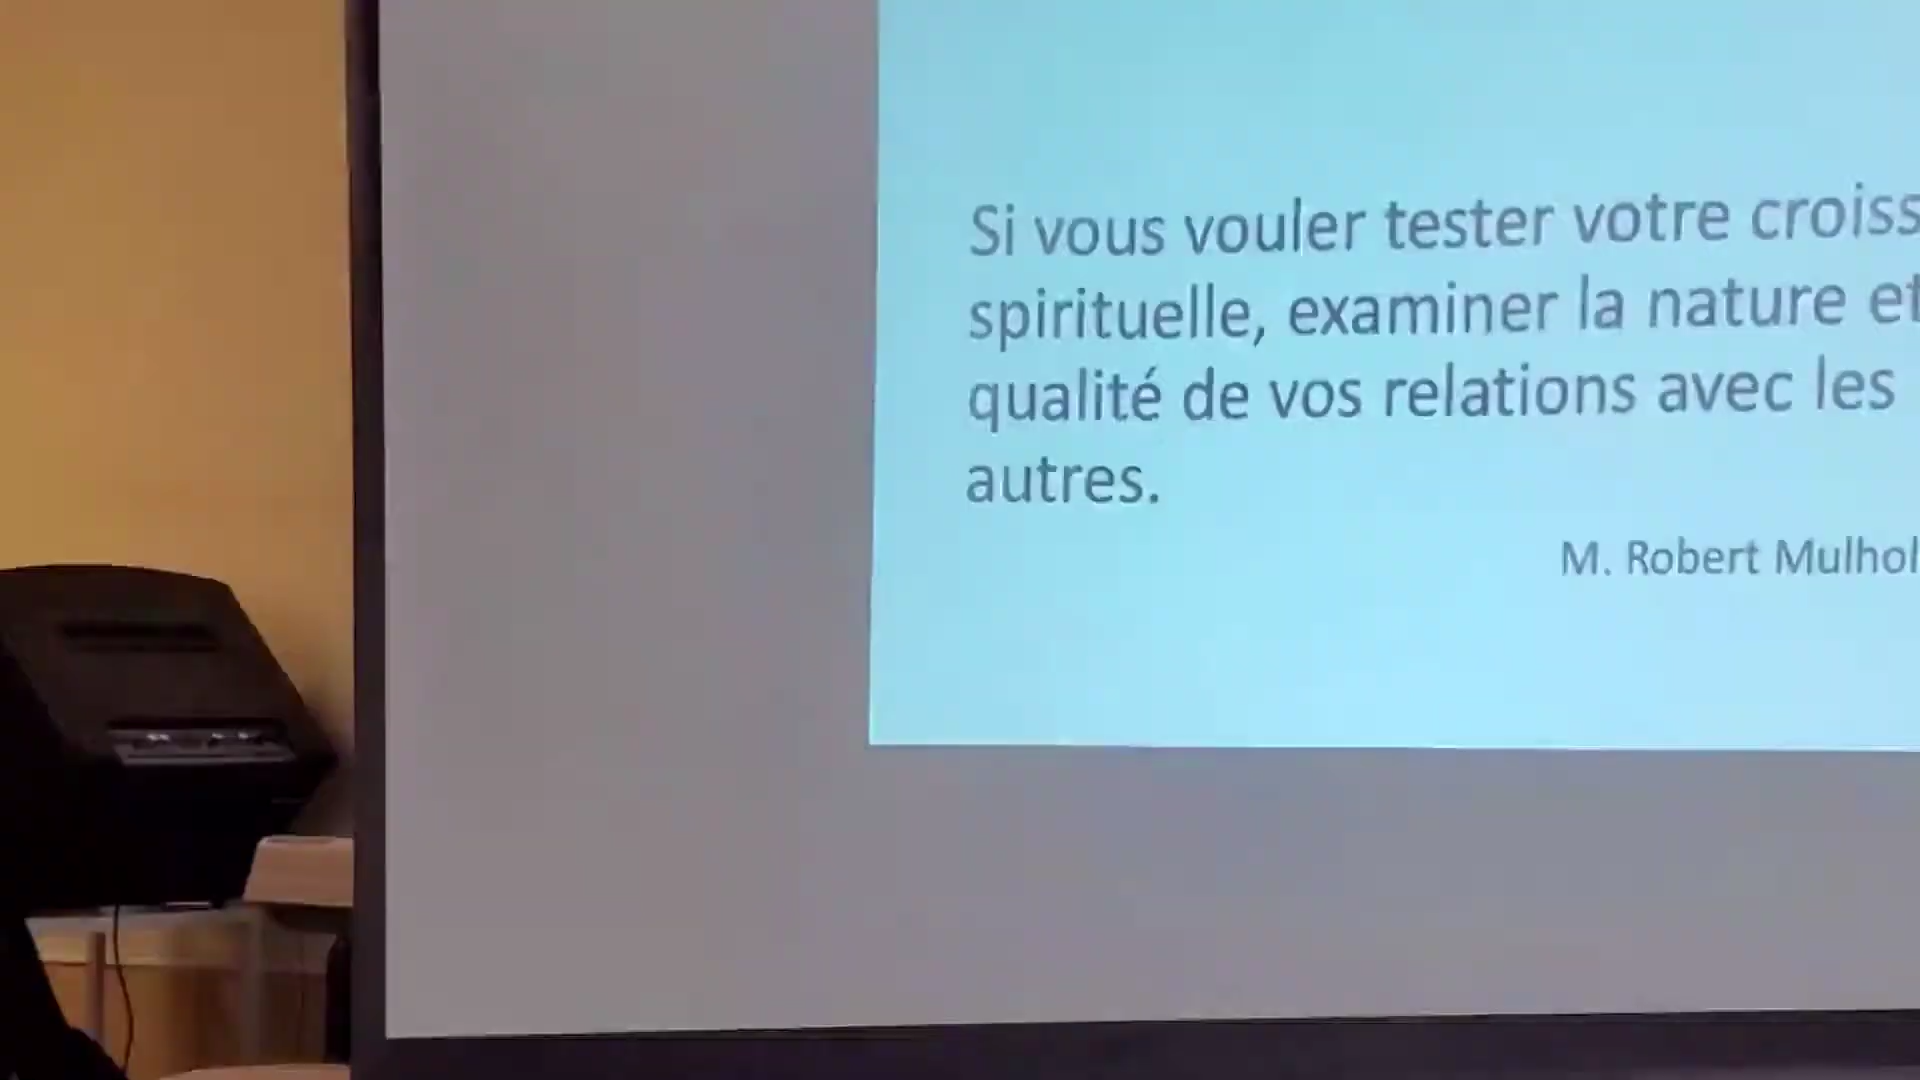 Si vous vouler tester votre croiss
spirituelle, examiner la nature et
qualité de vos relations avec les
autres.
M. Robert Mulhol